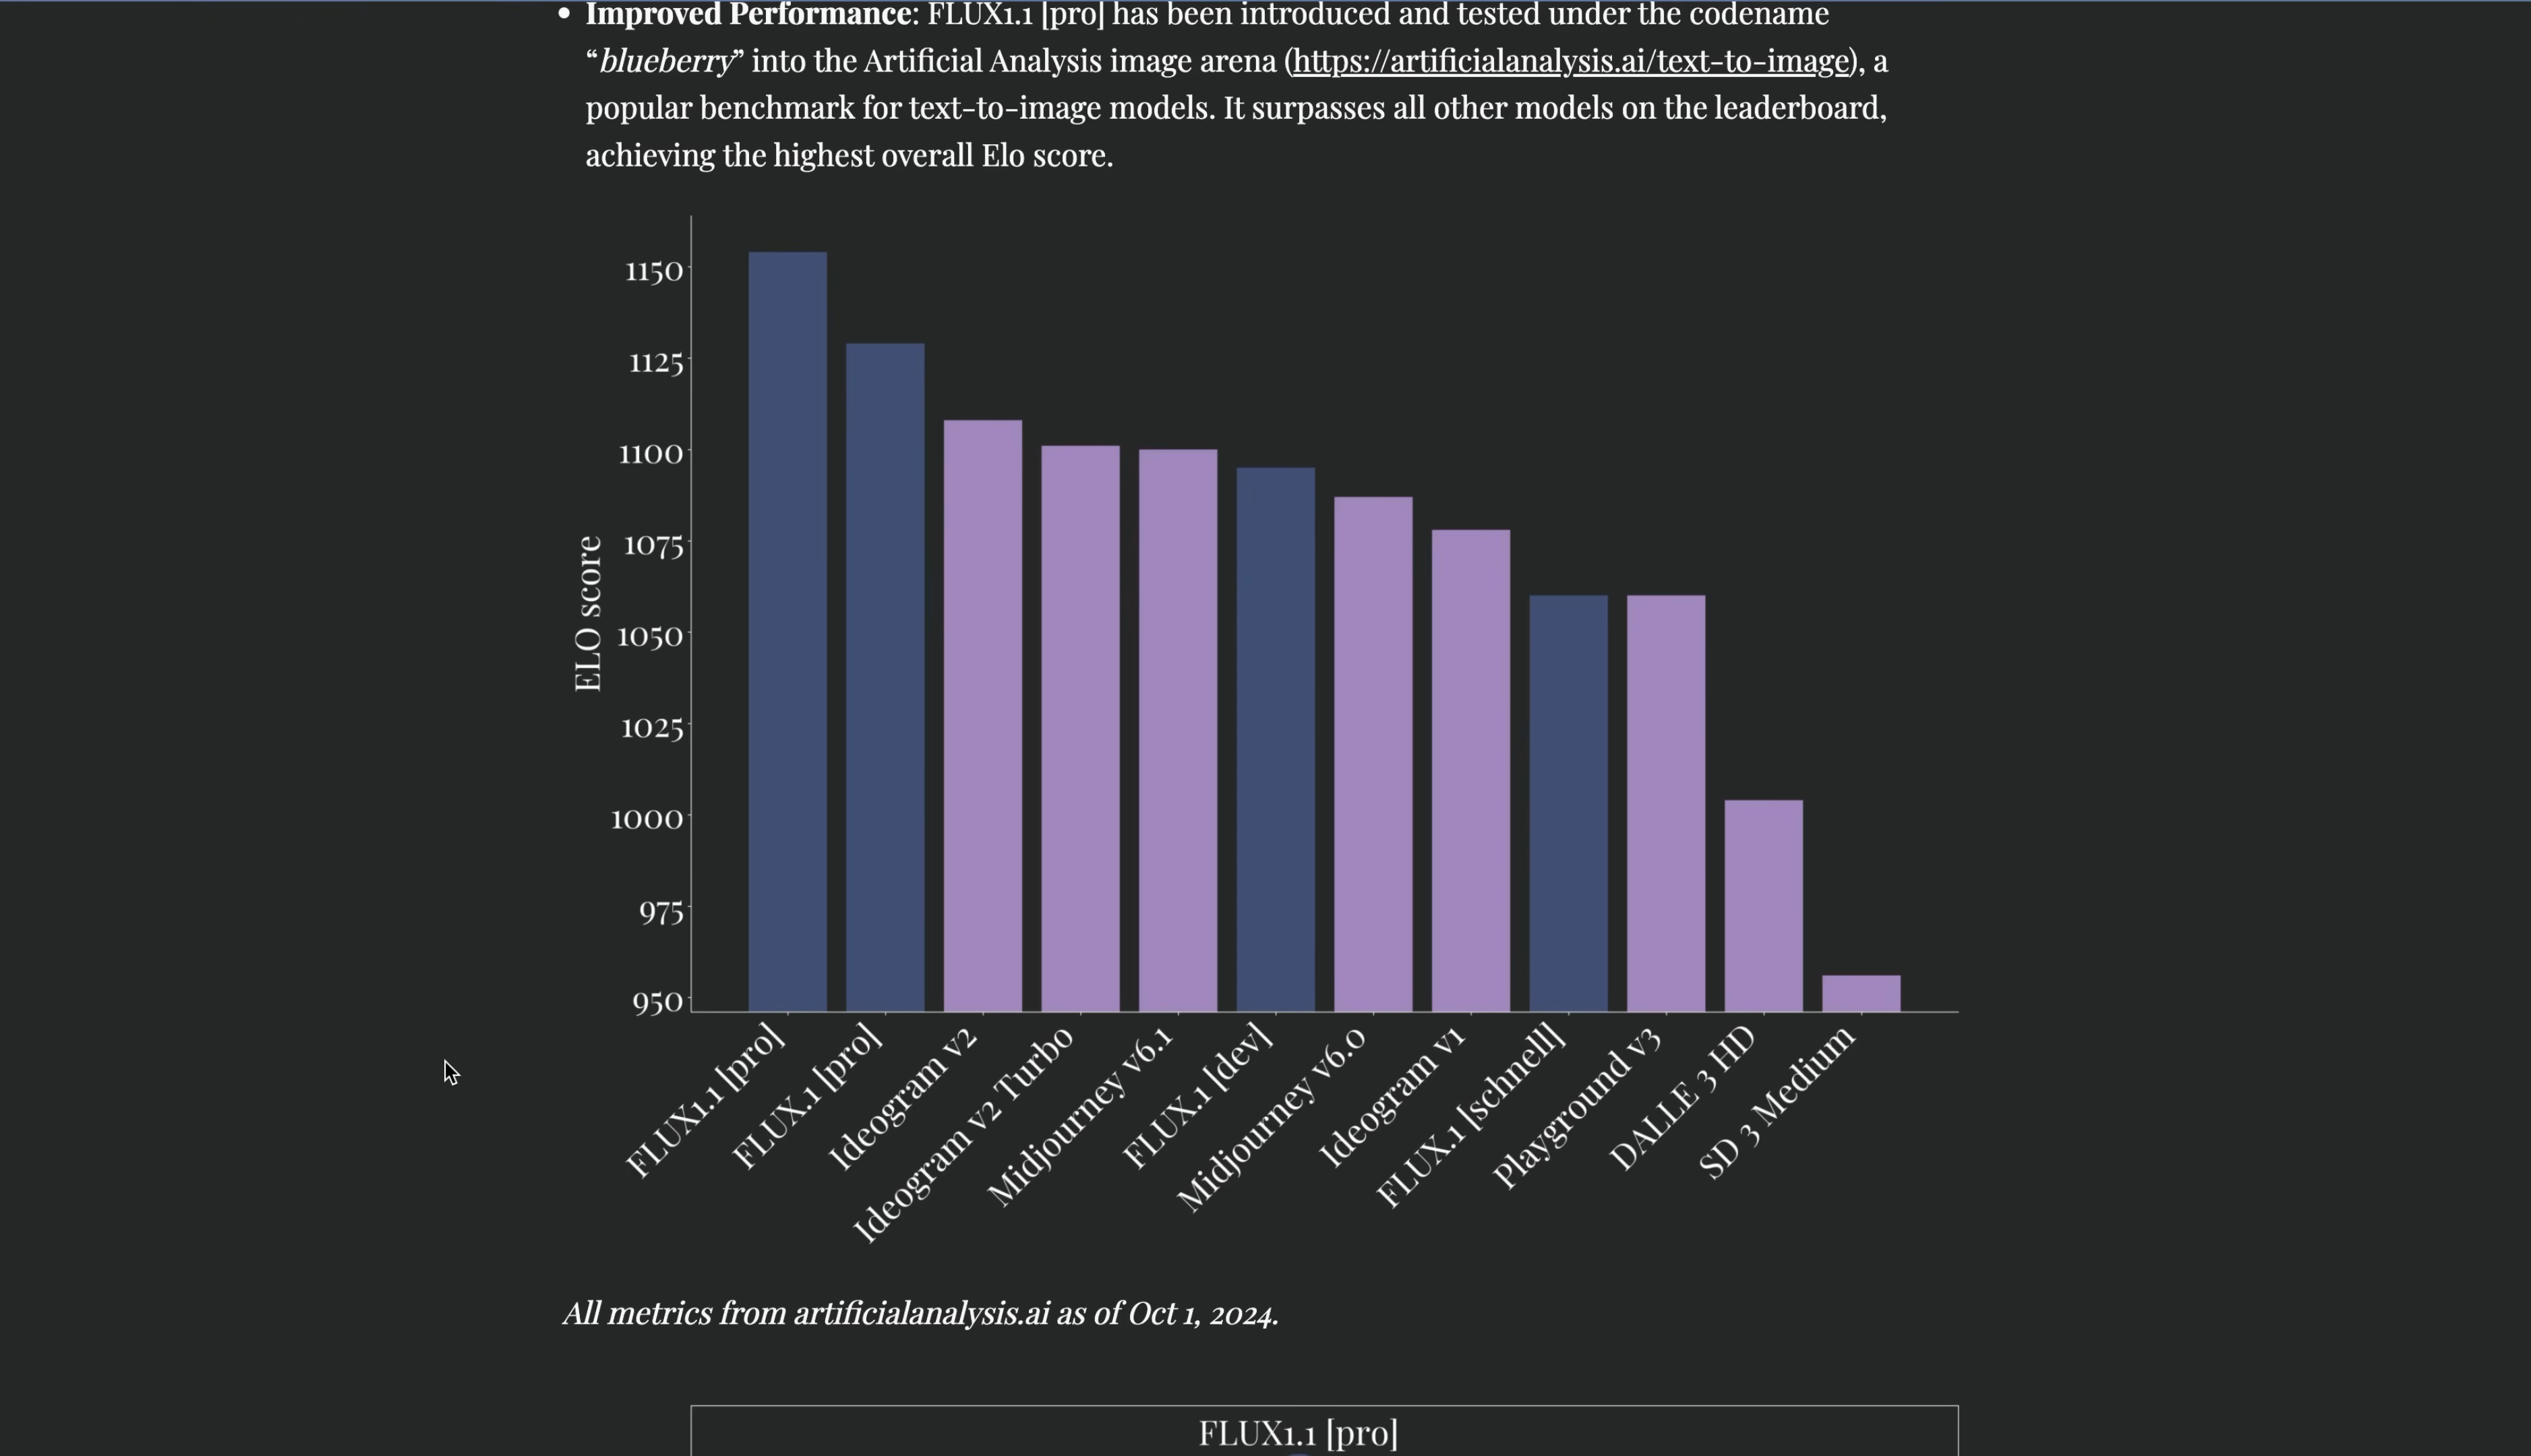 • Improved Performance: FLUX1.1 [pro] has been introduced and tested under the codename
“blueberry” into the Artificial Analysis image arena (https://artificialanalysis.ai/text-to-image), a
popular benchmark for text-to-image models. It surpasses all other models on the leaderboard,
achieving the highest overall Elo score.
1150
1125
1100
1075
1050
1025
1000
975
950
ELO score
FLUX1.1 [pro]
FLUX.1 [pro]
Ideogram v2
Ideogram v2 Turbo
Midjourney v6.1
FLUX.1 [dev]
Midjourney v6.0
Ideogram v1
FLUX.1 [schnell]
Playground v3
DALLE 3 HD
SD 3 Medium
All metrics from artificialanalysis.ai as of Oct 1, 2024.
FLUX1.1 [pro]